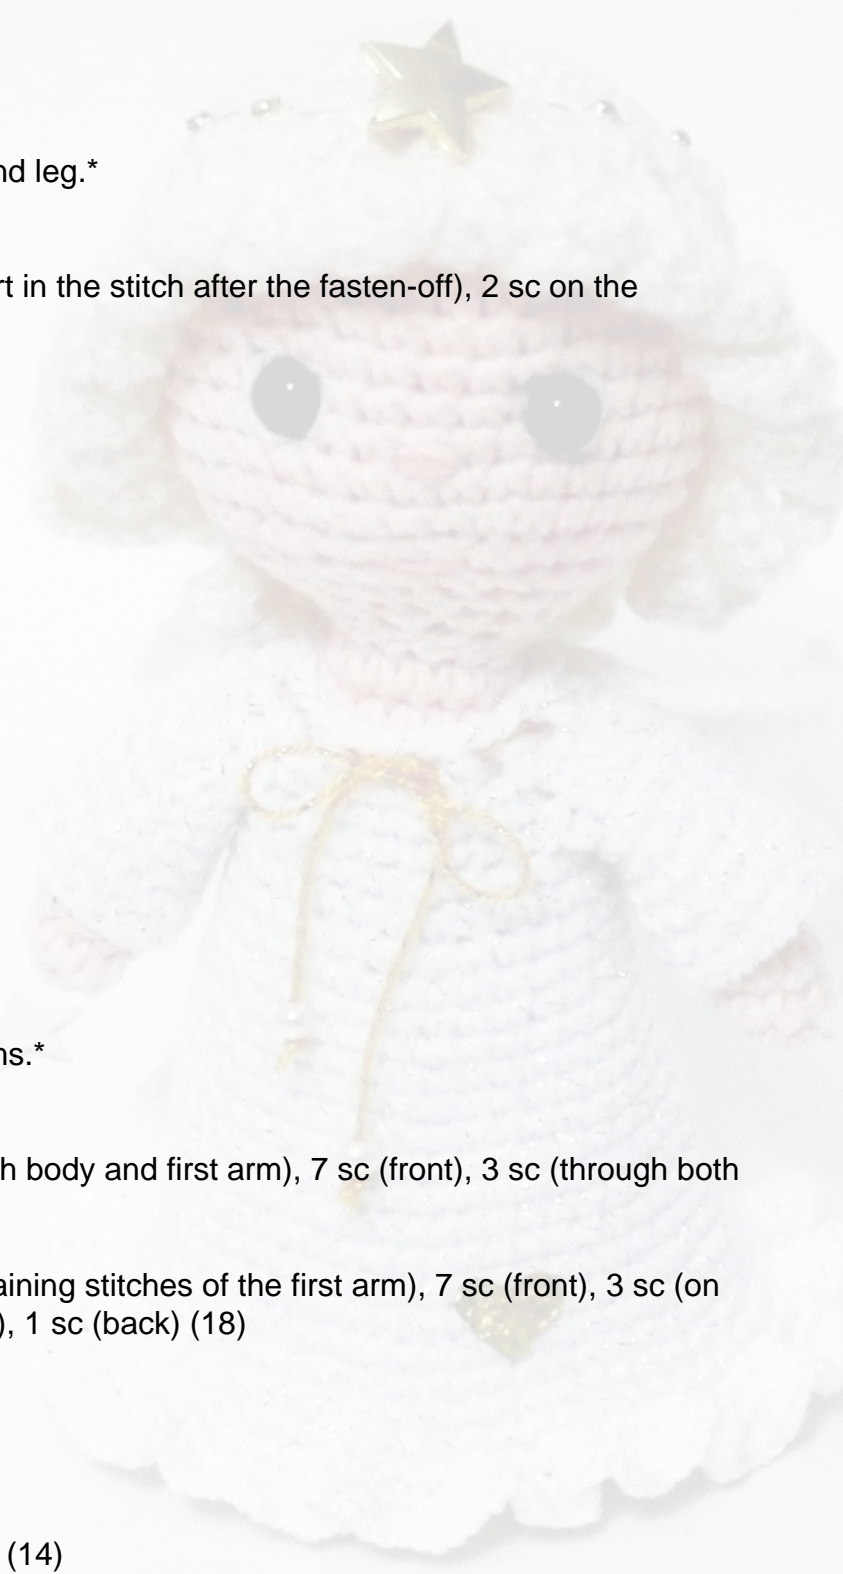 nd leg.*
rt in the stitch after the fasten-off), 2 sc on the
ns.*
h body and first arm), 7 sc (front), 3 sc (through both
aining stitches of the first arm), 7 sc (front), 3 sc (on
), 1 sc (back) (18)
(14)